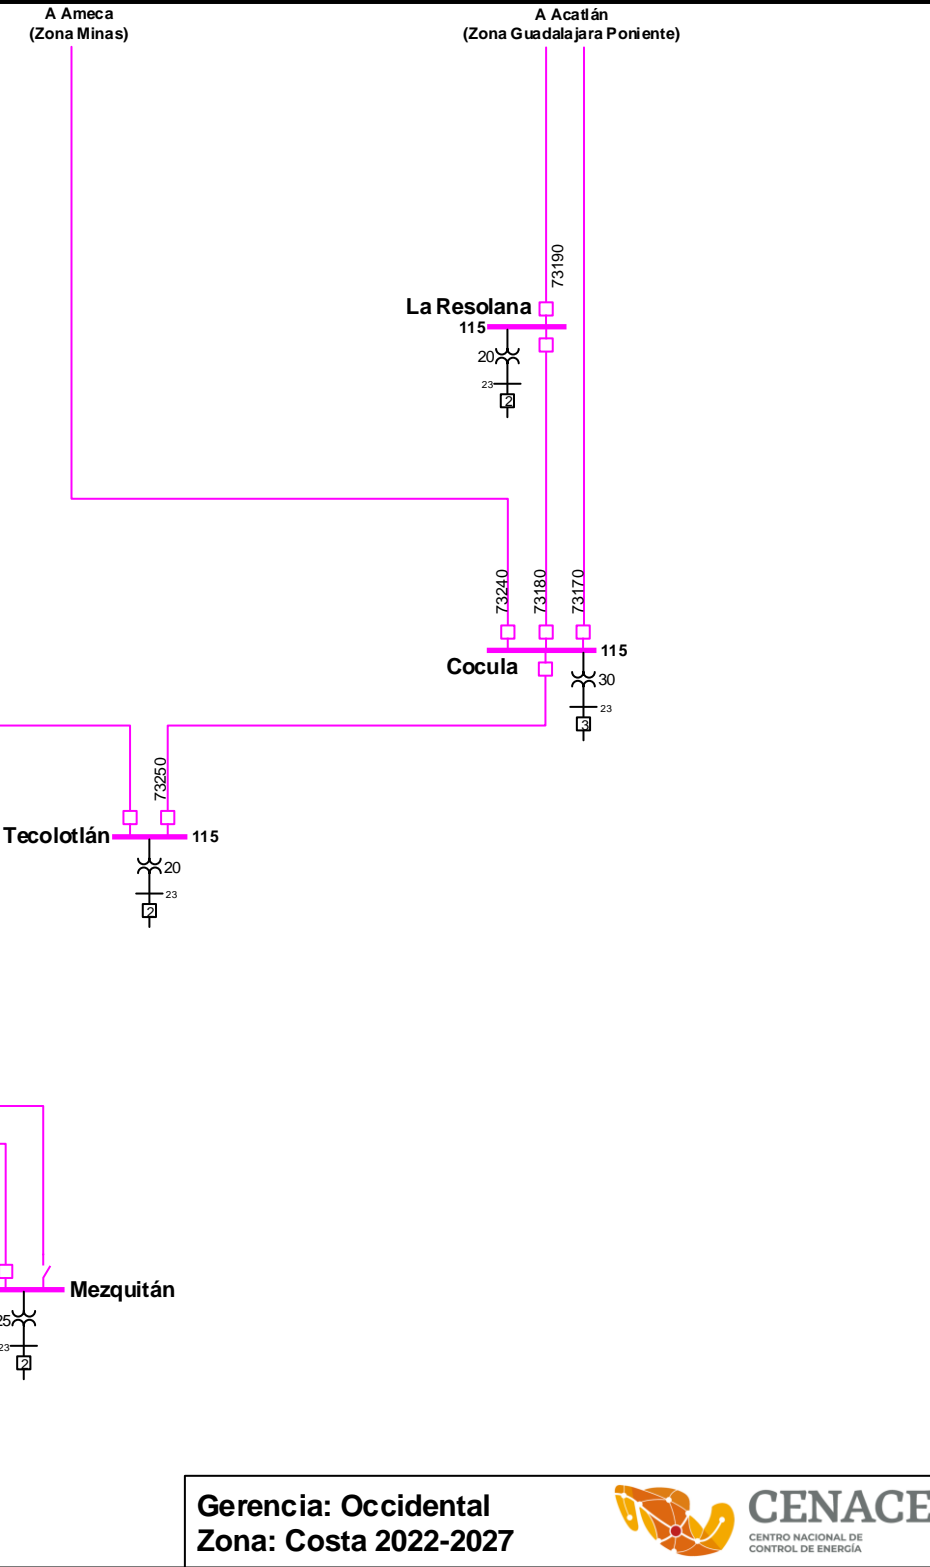 A Ameca
(Zona Minas)
A Acatlán
(Zona Guadalajara Poniente)
73190
La Resolana
115
20
23
2
73240
73180
73170
115
Cocula
30
23
3
73250
Tecolotlán
115
20
23
2
Mezquitán
25
23
2
Gerencia: Occidental
Zona: Costa 2022-2027
CENACE
CENTRO NACIONAL DE
CONTROL DE ENERGÍA